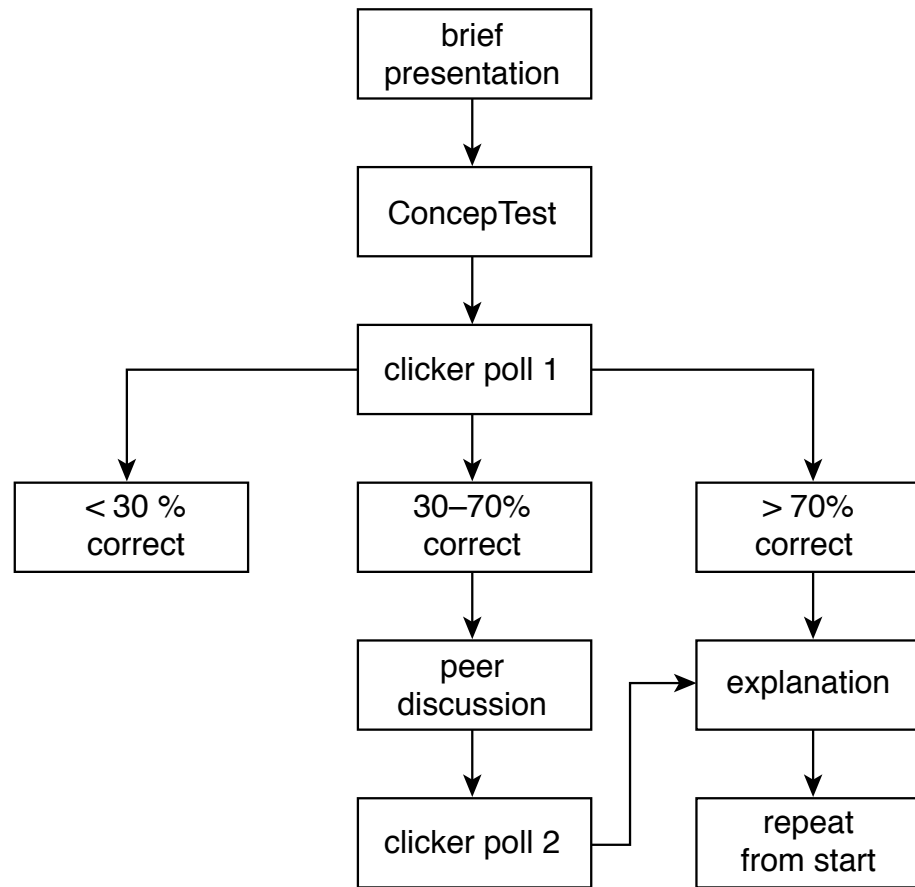 brief
presentation
ConcepTest
clicker poll 1
< 30 %
correct
30–70%
correct
> 70%
correct
peer
discussion
explanation
clicker poll 2
repeat
from start